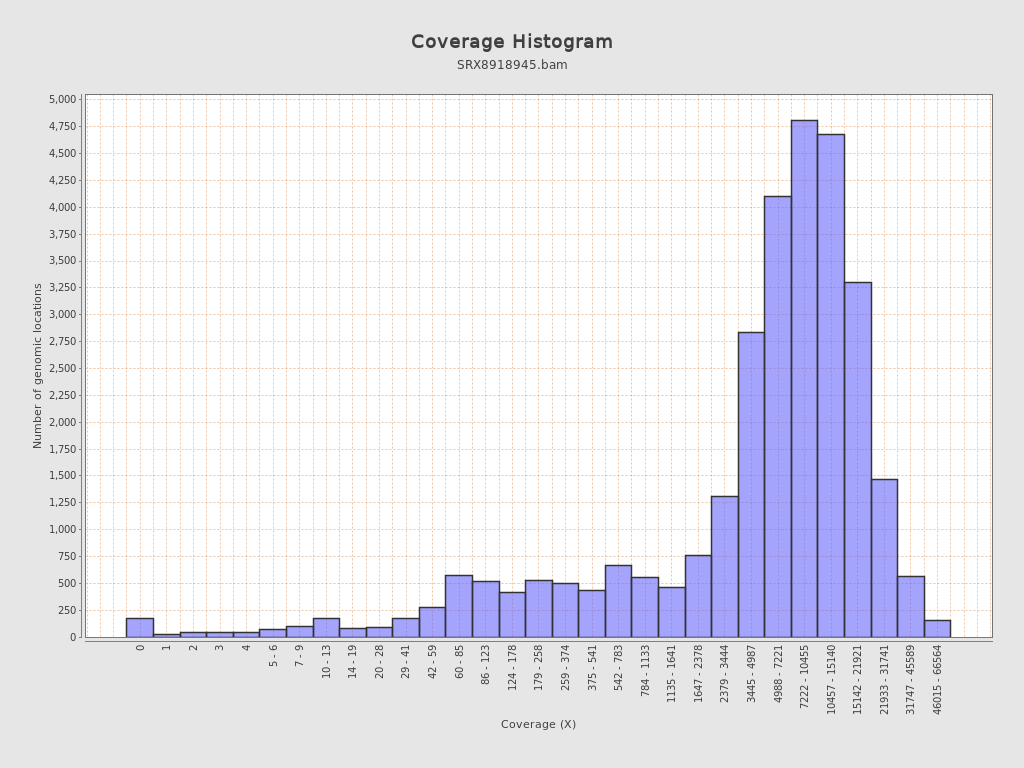 Coverage Histogram
SRX8918945.bam
Number of genomic locations
5,000
4,750
4,500
4,250
4,000
3,750
3,500
3,250
3,000
2,750
2,500
2,250
2,000
1,750
1,500
1,250
1,000
750
500
250
0
0
1
2
3
4
5 - 6
7 - 9
10 - 13
14 - 19
20 - 28
29 - 41
42 - 59
60 - 85
86 - 123
124 - 178
179 - 258
259 - 374
375 - 541
542 - 783
784 - 1133
1135 - 1641
1647 - 2378
2379 - 3444
3445 - 4987
4988 - 7221
7222 - 10455
10457 - 15140
15142 - 21921
21933 - 31741
31747 - 45589
46015 - 66564
Coverage (X)